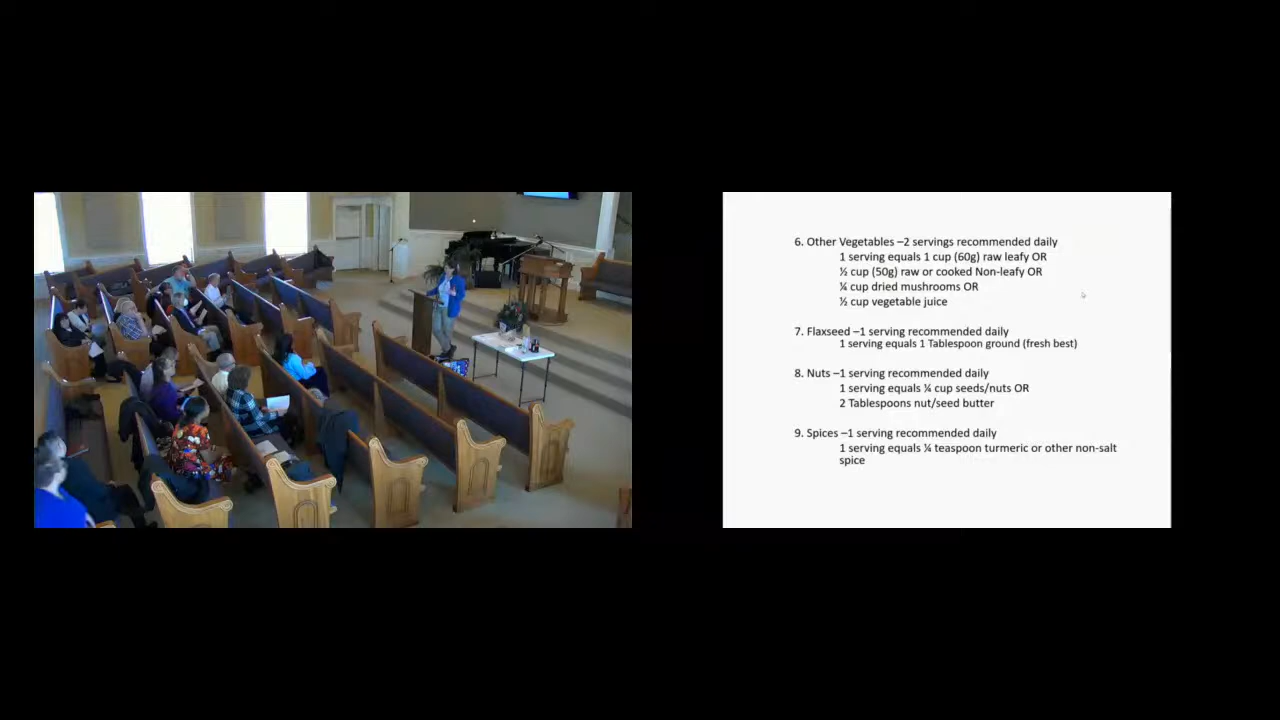 6. Other Vegetables –2 servings recommended daily
1 serving equals 1 cup (60g) raw leafy OR
½ cup (50g) raw or cooked Non-leafy OR
¼ cup dried mushrooms OR
½ cup vegetable juice
7. Flaxseed –1 serving recommended daily
1 serving equals 1 Tablespoon ground (fresh best)
8. Nuts –1 serving recommended daily
1 serving equals ¼ cup seeds/nuts OR
2 Tablespoons nut/seed butter
9. Spices –1 serving recommended daily
1 serving equals ¼ teaspoon turmeric or other non-salt
spice